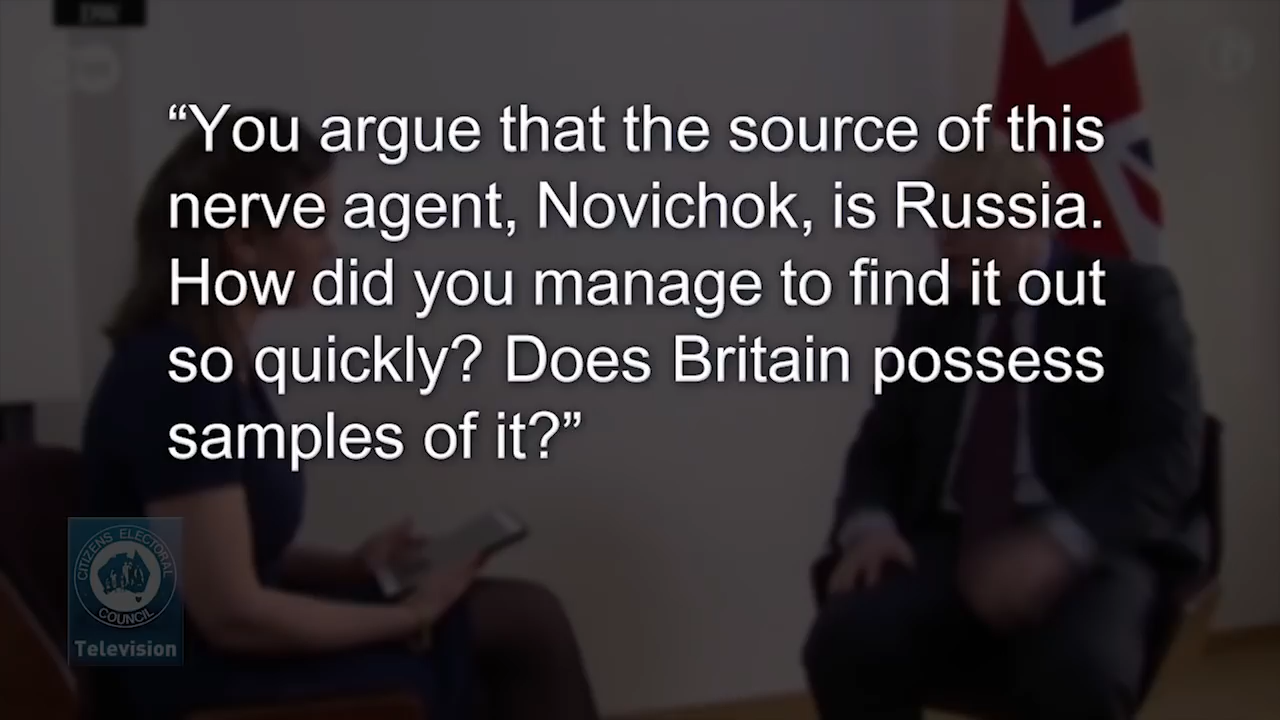 “You argue that the source of this
nerve agent, Novichok, is Russia.
How did you manage to find it out
so quickly? Does Britain possess
samples of it?”
CITIZENS ELECTORAL
COUNCIL
Television